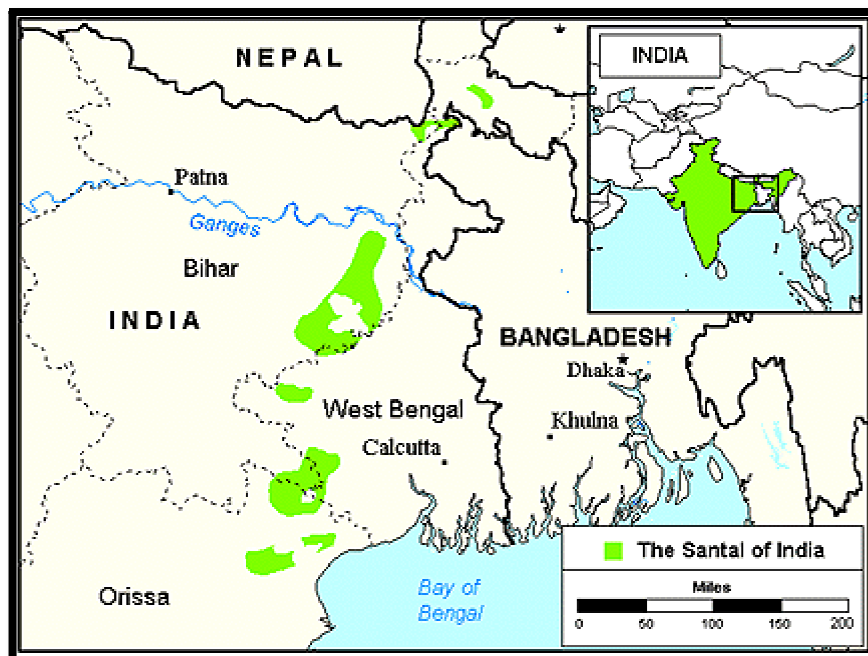 NEPAL
INDIA
Patna
Ganges
Bihar
INDIA
BANGLADESH
Dhaka
West Bengal
Khulna
Calcutta
The Santal of India
Orissa
Bay of
Bengal
Miles
0 50 100 150 200